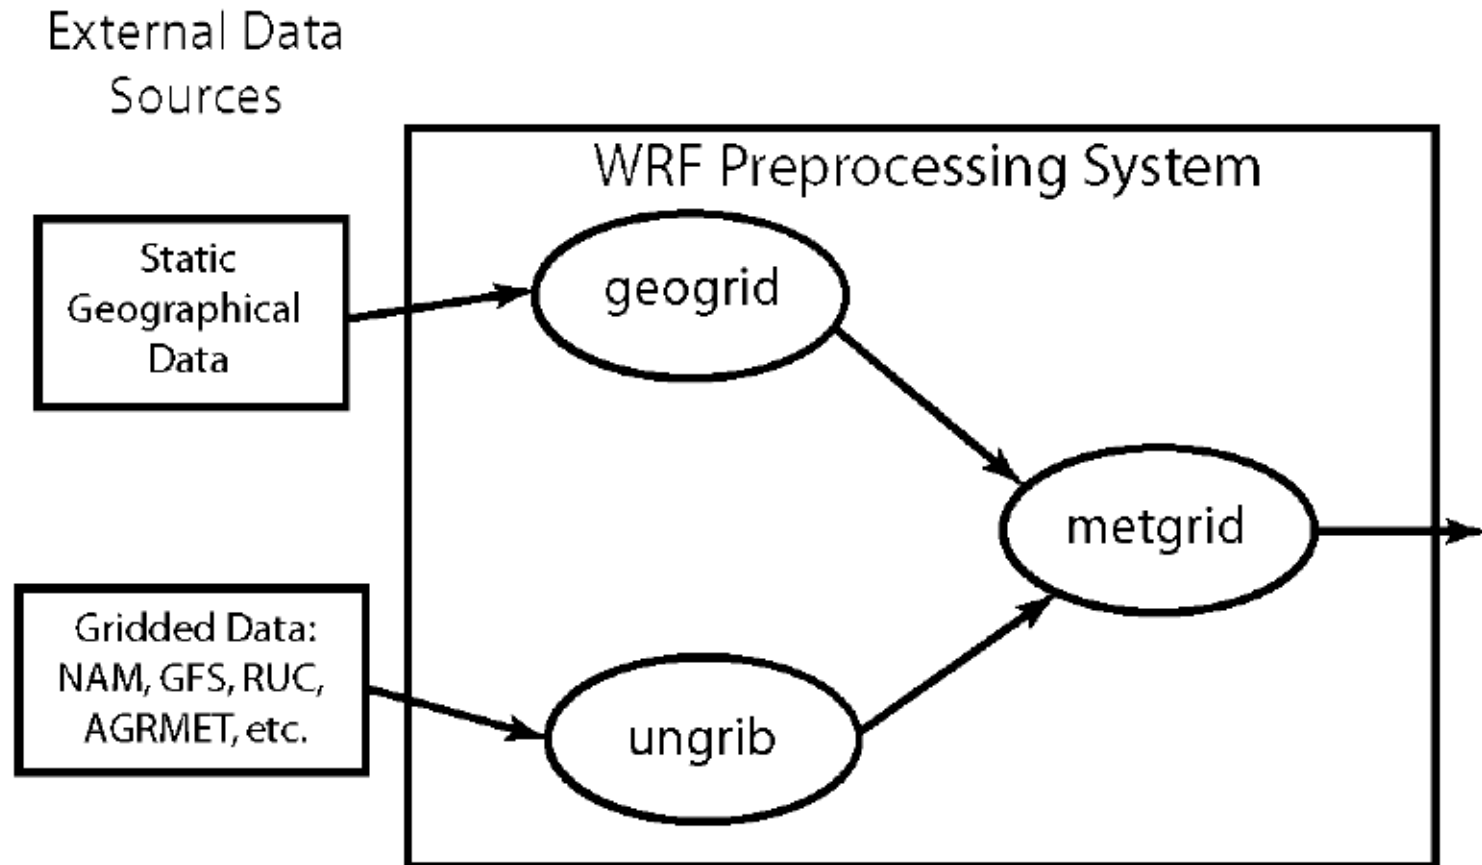 External Data
Sources
WRF Preprocessing System
Static
Geographical
Data
geogrid
metgrid
Gridded Data:
NAM, GFS, RUC,
AGRMET, etc.
ungrib